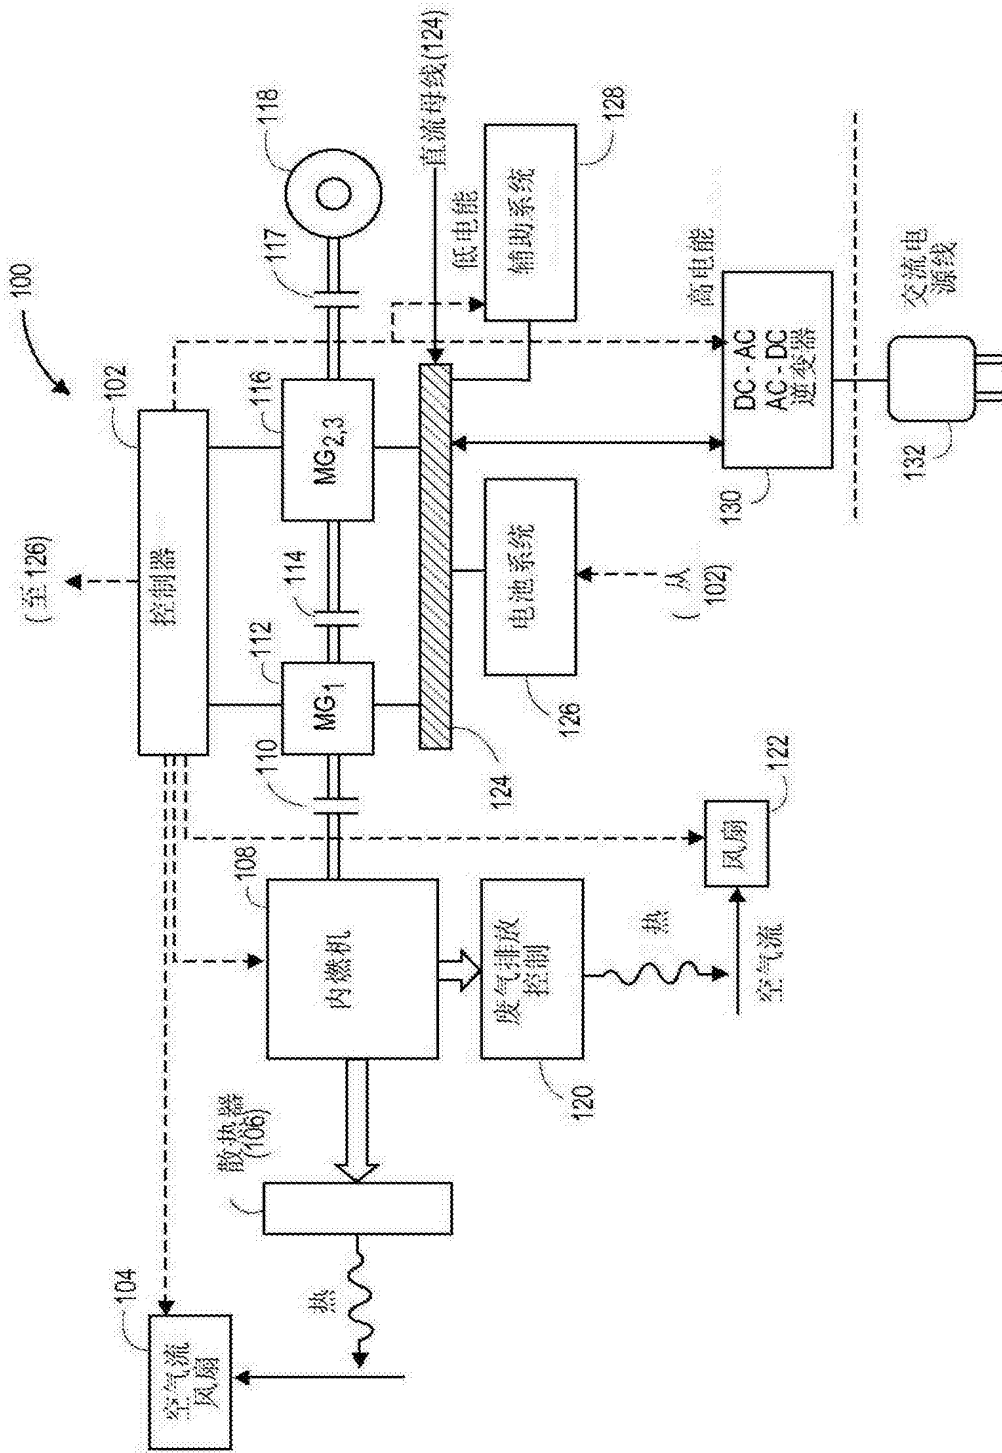 100
(至126)
102
控制器
104
空气流
风扇
热
散热器
(106)
108
内燃机
110
112
MG1
114
116
MG2,3
117
118
直流母线(124)
124
废气排放
控制
120
热
空气流
风扇
122
电池系统
126
从
(102)
低电能
辅助系统
128
高电能
DC - AC
AC - DC
逆变器
130
交流电
源线
132